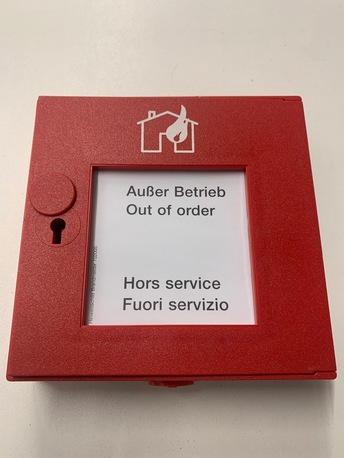 Außer Betrieb
Out of order
Hors service
Fuori servizio